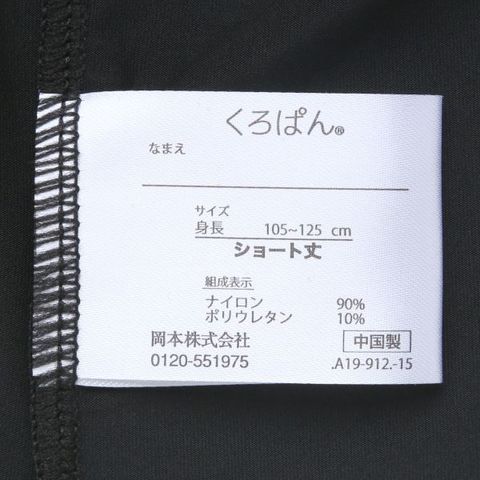 くろぱん®
なまえ
サイズ
身長 105~125 cm
ショート丈
組成表示
ナイロン 90%
ポリウレタン 10%
岡本株式会社 中国製
0120-551975 .A19-912.-15